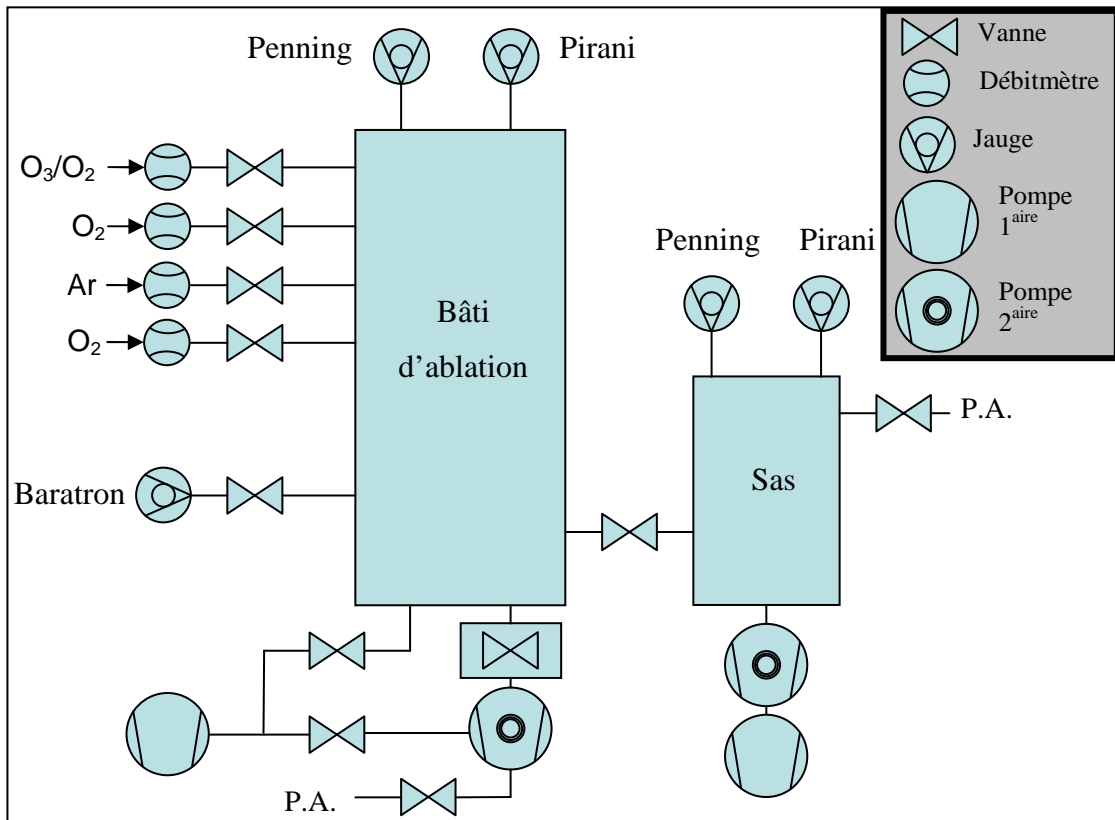 Penning
Pirani
Vanne
Débitmètre
Jauge
Pompe
1aire
Pompe
2aire
O3/O2
O2
Ar
O2
Bâti
d’ablation
Penning
Pirani
P.A.
Baratron
Sas
P.A.